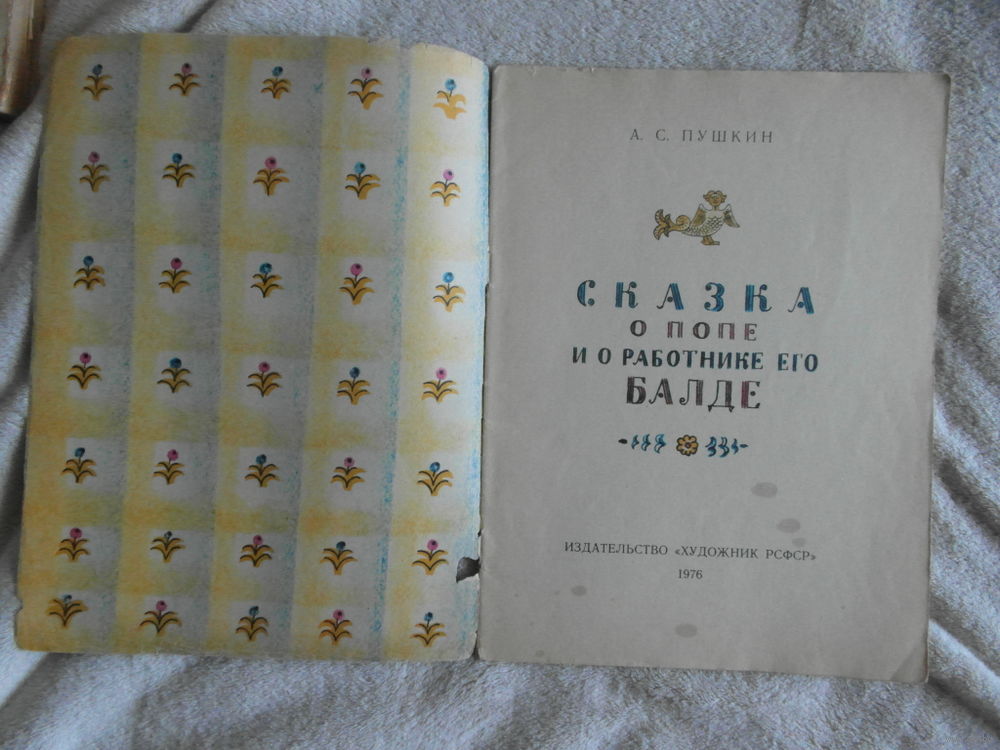 А. С. ПУШКИН
СКАЗКА
О ПОПЕ
И О РАБОТНИКЕ ЕГО
БАЛДЕ
ИЗДАТЕЛЬСТВО «ХУДОЖНИК РСФСР»
1976